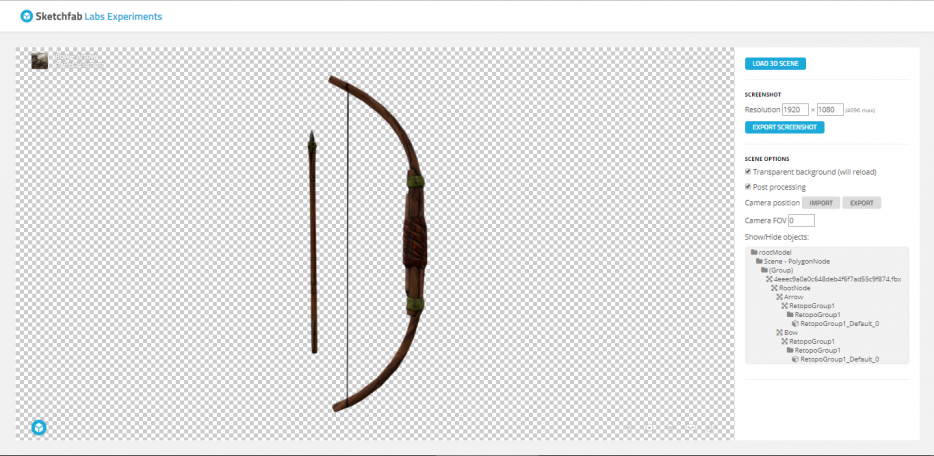 Sketchfab Labs Experiments
LOAD 3D SCENE
SCREENSHOT
Resolution 1920 × 1080 (4096 max)
EXPORT SCREENSHOT
SCENE OPTIONS
Transparent background (will reload)
Post processing
Camera position IMPORT EXPORT
Camera FOV 0
Show/Hide objects:
rootModel
Scene - PolygonNode
(Group)
4eeec9a0a0c648deb4f6f7ad55c9f874.fbx
RootNode
Arrow
RetopoGroup1
RetopoGroup1
RetopoGroup1_Default_0
Bow
RetopoGroup1
RetopoGroup1
RetopoGroup1_Default_0